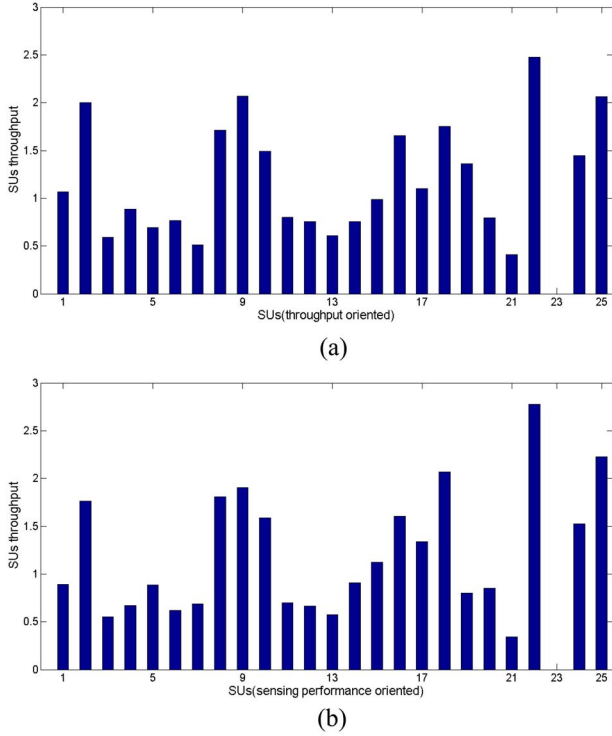 3
2.5
2
1.5
1
0.5
0
SUs throughput
1 5 9 13 17 21 23 25
SUs(throughput oriented)
(a)
3
2.5
2
1.5
1
0.5
0
SUs throughput
1 5 9 13 17 21 23 25
SUs(sensing performance oriented)
(b)